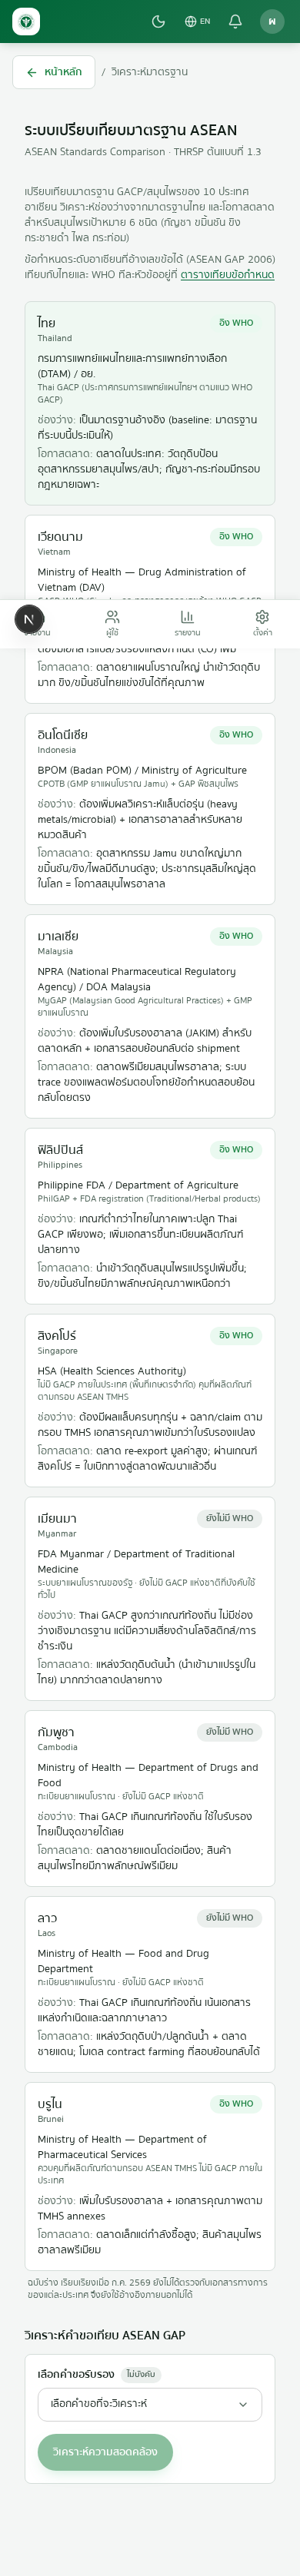 EN
W
← หน้าหลัก / วิเคราะห์มาตรฐาน
ระบบเปรียบเทียบมาตรฐาน ASEAN
ASEAN Standards Comparison · THRSP ต้นแบบที่ 1.3
เปรียบเทียบมาตรฐาน GACP/สมุนไพรของ 10 ประเทศ
อาเซียน วิเคราะห์ช่องว่างจากมาตรฐานไทย และโอกาสตลาด
สำหรับสมุนไพรเป้าหมาย 6 ชนิด (กัญชา ขมิ้นชัน ขิง
กระชายดำ ไพล กระท่อม)
ข้อกำหนดระดับอาเซียนที่อ้างเลขข้อได้ (ASEAN GAP 2006)
เทียบกับไทยและ WHO ทีละหัวข้ออยู่ที่ ตารางเทียบข้อกำหนด
ไทย
อิง WHO
Thailand
กรมการแพทย์แผนไทยและการแพทย์ทางเลือก
(DTAM) / อย.
Thai GACP (ประกาศกรมการแพทย์แผนไทยฯ ตามแนว WHO
GACP)
ช่องว่าง: เป็นมาตรฐานอ้างอิง (baseline: มาตรฐาน
ที่ระบบนี้ประเมินให้)
โอกาสตลาด: ตลาดในประเทศ: วัตถุดิบป้อน
อุตสาหกรรมยาสมุนไพร/สปา; กัญชา-กระท่อมมีกรอบ
กฎหมายเฉพาะ
เวียดนาม
อิง WHO
Vietnam
Ministry of Health — Drug Administration of
Vietnam (DAV)
N
ผู้ใช้
รายงาน
ตั้งค่า
โอกาสตลาด: ตลาดยาแผนโบราณใหญ่ นำเข้าวัตถุดิบ
มาก ขิง/ขมิ้นชันไทยแข่งขันได้ที่คุณภาพ
อินโดนีเซีย
อิง WHO
Indonesia
BPOM (Badan POM) / Ministry of Agriculture
CPOTB (GMP ยาแผนโบราณ Jamu) + GAP พืชสมุนไพร
ช่องว่าง: ต้องเพิ่มผลวิเคราะห์แล็บต่อรุ่น (heavy
metals/microbial) + เอกสารฮาลาลสำหรับหลาย
หมวดสินค้า
โอกาสตลาด: อุตสาหกรรม Jamu ขนาดใหญ่มาก
ขมิ้นชัน/ขิง/ไพลมีดีมานด์สูง; ประชากรมุสลิมใหญ่สุด
ในโลก = โอกาสสมุนไพรฮาลาล
มาเลเซีย
อิง WHO
Malaysia
NPRA (National Pharmaceutical Regulatory
Agency) / DOA Malaysia
MyGAP (Malaysian Good Agricultural Practices) + GMP
ยาแผนโบราณ
ช่องว่าง: ต้องเพิ่มใบรับรองฮาลาล (JAKIM) สำหรับ
ตลาดหลัก + เอกสารสอบย้อนกลับต่อ shipment
โอกาสตลาด: ตลาดพรีเมียมสมุนไพรฮาลาล; ระบบ
trace ของแพลตฟอร์มตอบโจทย์ข้อกำหนดสอบย้อน
กลับโดยตรง
ฟิลิปปินส์
อิง WHO
Philippines
Philippine FDA / Department of Agriculture
PhilGAP + FDA registration (Traditional/Herbal products)
ช่องว่าง: เกณฑ์ต่ำกว่าไทยในภาคเพาะปลูก Thai
GACP เพียงพอ; เพิ่มเอกสารขึ้นทะเบียนผลิตภัณฑ์
ปลายทาง
โอกาสตลาด: นำเข้าวัตถุดิบสมุนไพรแปรรูปเพิ่มขึ้น;
ขิง/ขมิ้นชันไทยมีภาพลักษณ์คุณภาพเหนือกว่า
สิงคโปร์
อิง WHO
Singapore
HSA (Health Sciences Authority)
ไม่มี GACP ภายในประเทศ (พื้นที่เกษตรจำกัด) คุมที่ผลิตภัณฑ์
ตามกรอบ ASEAN TMHS
ช่องว่าง: ต้องมีผลแล็บครบทุกรุ่น + ฉลาก/claim ตาม
กรอบ TMHS เอกสารคุณภาพเข้มกว่าใบรับรองแปลง
โอกาสตลาด: ตลาด re-export มูลค่าสูง; ผ่านเกณฑ์
สิงคโปร์ = ใบเบิกทางสู่ตลาดพัฒนาแล้วอื่น
เมียนมา
ยังไม่มี WHO
Myanmar
FDA Myanmar / Department of Traditional
Medicine
ระบบยาแผนโบราณของรัฐ · ยังไม่มี GACP แห่งชาติที่บังคับใช้
ทั่วไป
ช่องว่าง: Thai GACP สูงกว่าเกณฑ์ท้องถิ่น ไม่มีช่อง
ว่างเชิงมาตรฐาน แต่มีความเสี่ยงด้านโลจิสติกส์/การ
ชำระเงิน
โอกาสตลาด: แหล่งวัตถุดิบต้นน้ำ (นำเข้ามาแปรรูปใน
ไทย) มากกว่าตลาดปลายทาง
กัมพูชา
ยังไม่มี WHO
Cambodia
Ministry of Health — Department of Drugs and
Food
ทะเบียนยาแผนโบราณ · ยังไม่มี GACP แห่งชาติ
ช่องว่าง: Thai GACP เกินเกณฑ์ท้องถิ่น ใช้ใบรับรอง
ไทยเป็นจุดขายได้เลย
โอกาสตลาด: ตลาดชายแดนโตต่อเนื่อง; สินค้า
สมุนไพรไทยมีภาพลักษณ์พรีเมียม
ลาว
ยังไม่มี WHO
Laos
Ministry of Health — Food and Drug
Department
ทะเบียนยาแผนโบราณ · ยังไม่มี GACP แห่งชาติ
ช่องว่าง: Thai GACP เกินเกณฑ์ท้องถิ่น เน้นเอกสาร
แหล่งกำเนิดและฉลากภาษาลาว
โอกาสตลาด: แหล่งวัตถุดิบป่า/ปลูกต้นน้ำ + ตลาด
ชายแดน; โมเดล contract farming ที่สอบย้อนกลับได้
บรูไน
อิง WHO
Brunei
Ministry of Health — Department of
Pharmaceutical Services
ควบคุมที่ผลิตภัณฑ์ตามกรอบ ASEAN TMHS ไม่มี GACP ภายใน
ประเทศ
ช่องว่าง: เพิ่มใบรับรองฮาลาล + เอกสารคุณภาพตาม
TMHS annexes
โอกาสตลาด: ตลาดเล็กแต่กำลังซื้อสูง; สินค้าสมุนไพร
ฮาลาลพรีเมียม
ฉบับร่าง เรียบเรียงเมื่อ ก.ค. 2569 ยังไม่ได้ตรวจกับเอกสารทางการ
ของแต่ละประเทศ จึงยังใช้อ้างอิงภายนอกไม่ได้
วิเคราะห์คำขอเทียบ ASEAN GAP
เลือกคำขอรับรอง ไม่บังคับ
เลือกคำขอที่จะวิเคราะห์
วิเคราะห์ความสอดคล้อง